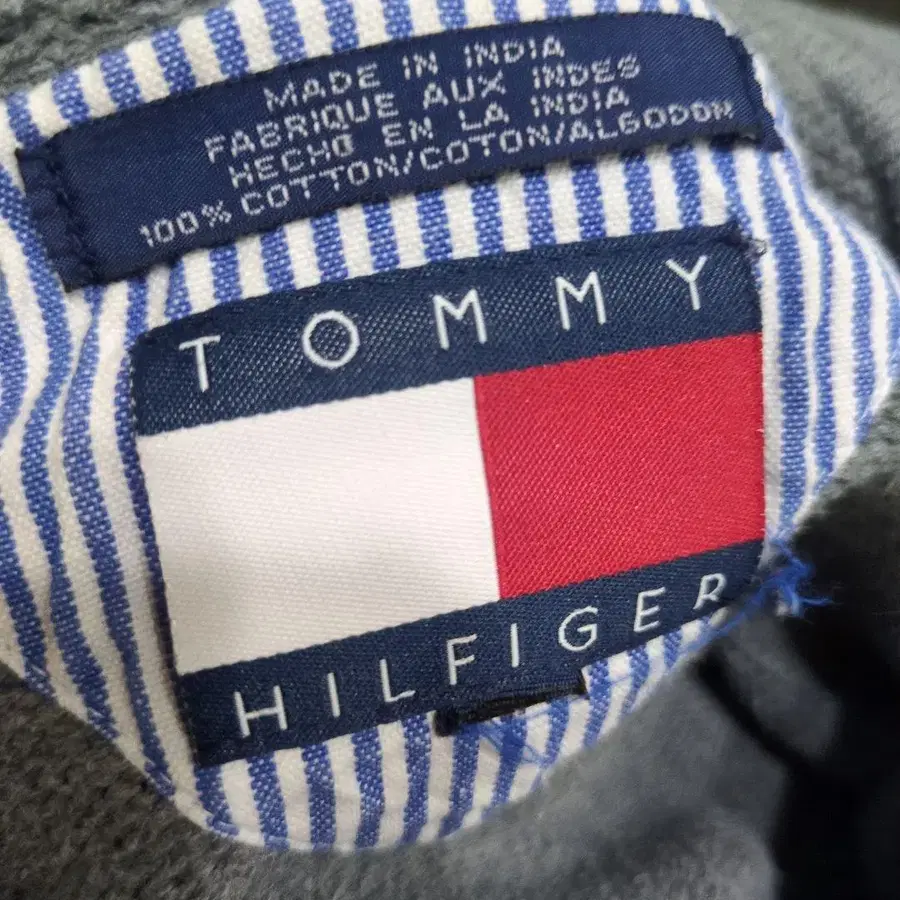 MADE IN INDIA
FABRIQUE AUX INDES
HECHO EN LA INDIA
100% COTTON/COTON/ALGODON
TOMMY
HILFIGER